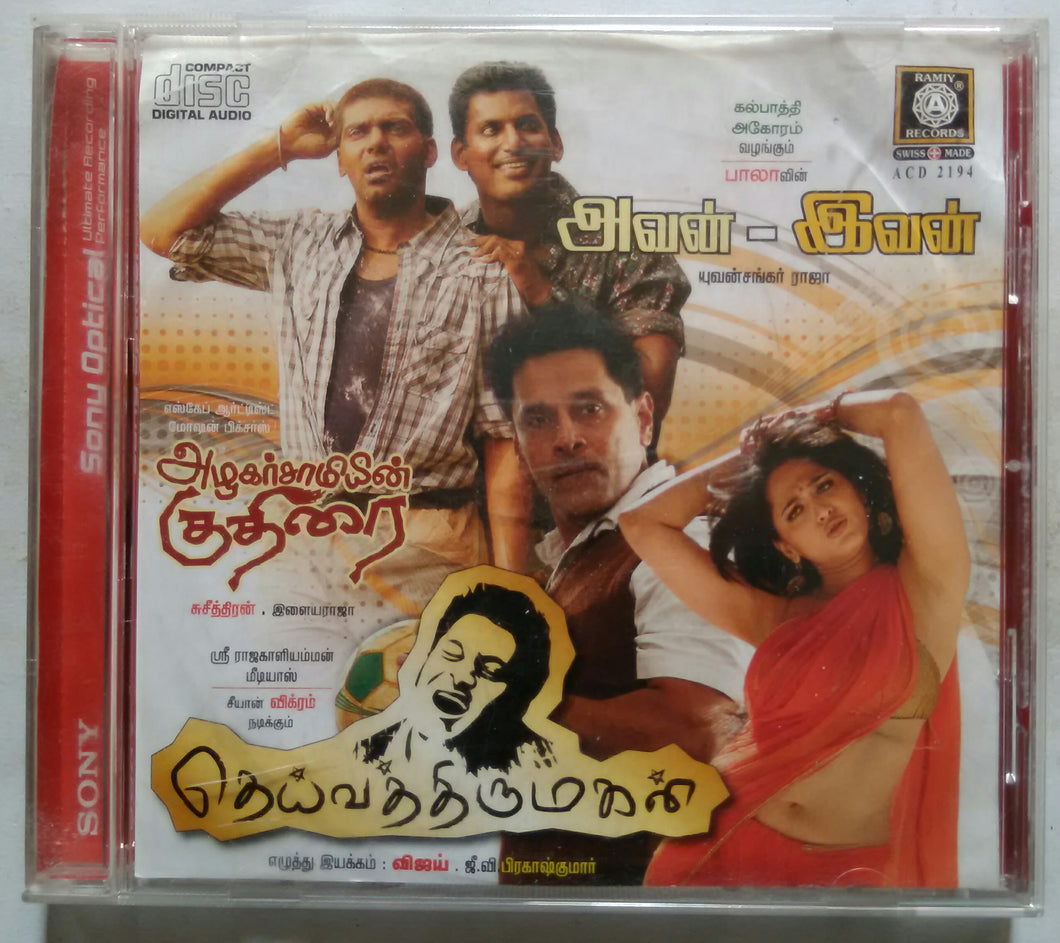 COMPACT
disc
DIGITAL AUDIO
RAMIY
A
RECORDS
®
SWISS MADE
ACD 2194
கல்பாத்தி
அகோரம்
வழங்கும்
பாலாவின்
அவன் - இவன்
யுவன்சங்கர் ராஜா
எஸ்கேப் ஆர்டிஸ்ட்
மோஷன் பிக்சர்ஸ்
அழகர்சாமியின்
குதிரை
சுசீத்திரன் . இளையராஜா
ஸ்ரீ ராஜகாளியம்மன்
மீடியாஸ்
சீயான் விக்ரம்
நடிக்கும்
தெய்வத்திருமகன்
எழுத்து இயக்கம் : விஜய் . ஜீ.வி பிரகாஷ்குமார்
Sony Optical
Ultimate Recording
Performance
SONY